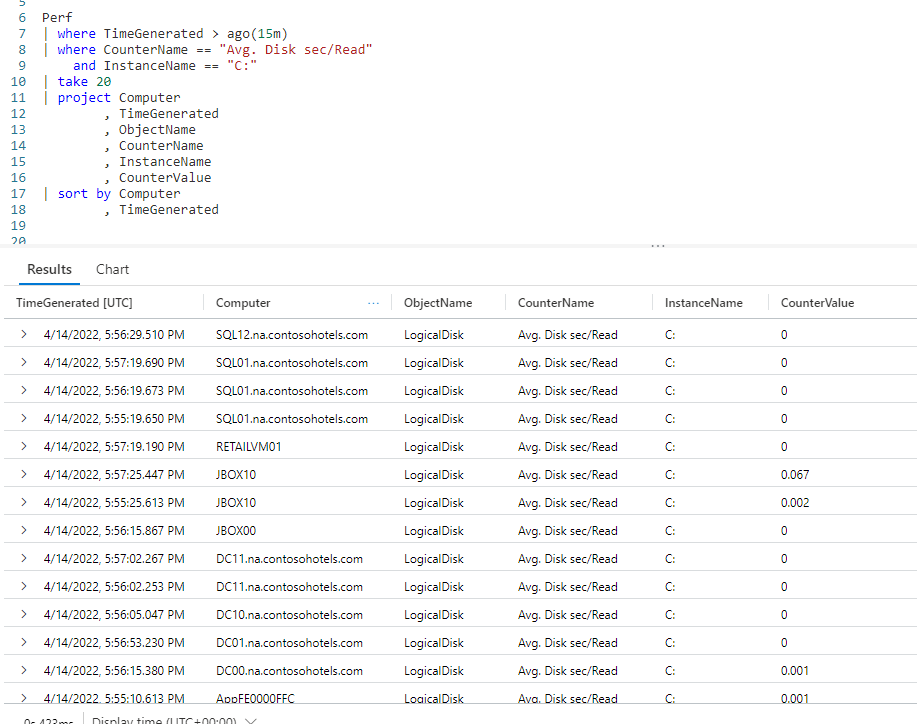 5
6 Perf
7 | where TimeGenerated > ago(15m)
8 | where CounterName == "Avg. Disk sec/Read"
9 and InstanceName == "C:"
10 | take 20
11 | project Computer
12 , TimeGenerated
13 , ObjectName
14 , CounterName
15 , InstanceName
16 , CounterValue
17 | sort by Computer
18 , TimeGenerated
19
20
...
Results Chart
TimeGenerated [UTC] Computer ... ObjectName CounterName InstanceName CounterValue
> 4/14/2022, 5:56:29.510 PM SQL12.na.contosohotels.com LogicalDisk Avg. Disk sec/Read C: 0
> 4/14/2022, 5:57:19.690 PM SQL01.na.contosohotels.com LogicalDisk Avg. Disk sec/Read C: 0
> 4/14/2022, 5:56:19.673 PM SQL01.na.contosohotels.com LogicalDisk Avg. Disk sec/Read C: 0
> 4/14/2022, 5:55:19.650 PM SQL01.na.contosohotels.com LogicalDisk Avg. Disk sec/Read C: 0
> 4/14/2022, 5:57:19.190 PM RETAILVM01 LogicalDisk Avg. Disk sec/Read C: 0
> 4/14/2022, 5:57:25.447 PM JBOX10 LogicalDisk Avg. Disk sec/Read C: 0.067
> 4/14/2022, 5:55:25.613 PM JBOX10 LogicalDisk Avg. Disk sec/Read C: 0.002
> 4/14/2022, 5:56:15.867 PM JBOX00 LogicalDisk Avg. Disk sec/Read C: 0
> 4/14/2022, 5:57:02.267 PM DC11.na.contosohotels.com LogicalDisk Avg. Disk sec/Read C: 0
> 4/14/2022, 5:56:02.253 PM DC11.na.contosohotels.com LogicalDisk Avg. Disk sec/Read C: 0
> 4/14/2022, 5:56:05.047 PM DC10.na.contosohotels.com LogicalDisk Avg. Disk sec/Read C: 0
> 4/14/2022, 5:56:53.230 PM DC01.na.contosohotels.com LogicalDisk Avg. Disk sec/Read C: 0
> 4/14/2022, 5:56:15.380 PM DC00.na.contosohotels.com LogicalDisk Avg. Disk sec/Read C: 0.001
> 4/14/2022, 5:55:10.613 PM AppFE0000FFC LogicalDisk Avg. Disk sec/Read C: 0.001
0s 423ms Display time (UTC+00:00)